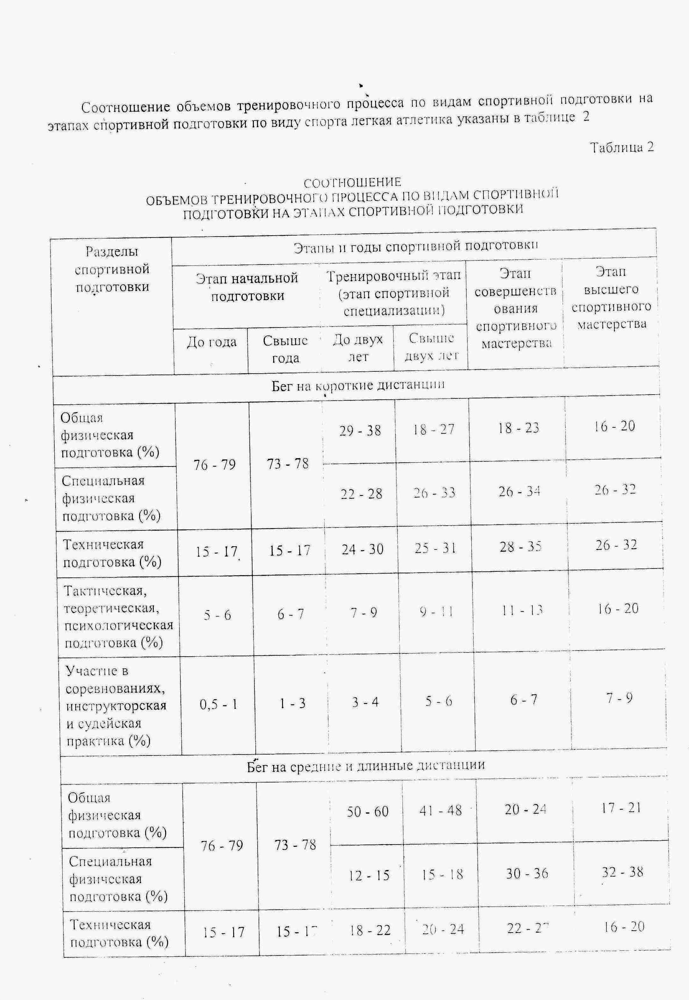 Соотношение объемов тренировочного процесса по видам спортивной подготовки на
этапах спортивной подготовки по виду спорта легкая атлетика указаны в таблице 2
Таблица 2
СООТНОШЕНИЕ
ОБЪЕМОВ ТРЕНИРОВОЧНОГО ПРОЦЕССА ПО ВИДАМ СПОРТИВНОЙ
ПОДГОТОВКИ НА ЭТАПАХ СПОРТИВНОЙ ПОДГОТОВКИ
Разделы
спортивной
подготовки
Этапы и годы спортивной подготовки
Этап начальной
подготовки
Тренировочный этап
(этап спортивной
специализации)
Этап
совершенств
ования
спортивного
мастерства
Этап
высшего
спортивного
мастерства
До года
Свыше
года
До двух
лет
Свыше
двух лет
Бег на короткие дистанции
Общая
физическая
подготовка (%)
76 - 79
73 - 78
29 - 38
18 - 27
18 - 23
16 - 20
Специальная
физическая
подготовка (%)
22 - 28
26 - 33
26 - 34
26 - 32
Техническая
подготовка (%)
15 - 17
15 - 17
24 - 30
25 - 31
28 - 35
26 - 32
Тактическая,
теоретическая,
психологическая
подготовка (%)
5 - 6
6 - 7
7 - 9
9 - 11
11 - 13
16 - 20
Участие в
соревнованиях,
инструкторская
и судейская
практика (%)
0,5 - 1
1 - 3
3 - 4
5 - 6
6 - 7
7 - 9
Бег на средние и длинные дистанции
Общая
физическая
подготовка (%)
76 - 79
73 - 78
50 - 60
41 - 48
20 - 24
17 - 21
Специальная
физическая
подготовка (%)
12 - 15
15 - 18
30 - 36
32 - 38
Техническая
подготовка (%)
15 - 17
15 - 17
18 - 22
20 - 24
22 - 27
16 - 20